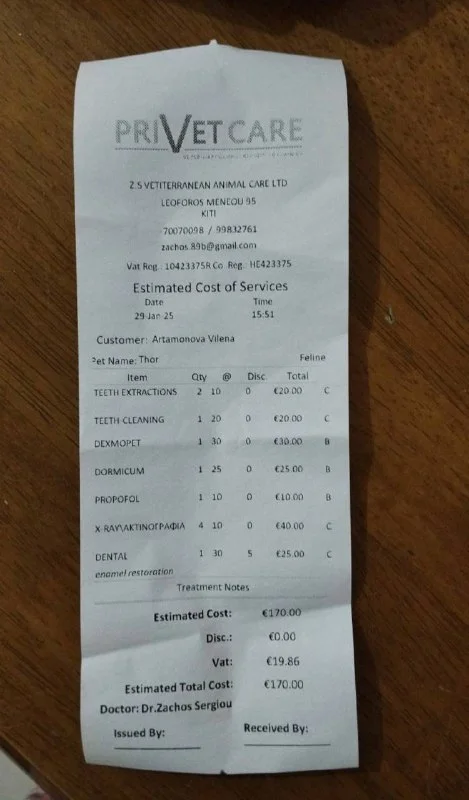 PRIVETCARE
Z.S VETITERRANEAN ANIMAL CARE LTD
LEOFOROS MENEOU 95
KITI
70070098 / 99832761
zachos.89b@gmail.com
Vat Reg. 10423375R Co. Reg. HE423375
Estimated Cost of Services
Date Time
29-Jan-25 15:51
Customer: Artamonova Vilena
Pet Name: Thor Feline
Item Qty @ Disc. Total
TEETH EXTRACTIONS 2 10 0 €20.00 C
TEETH-CLEANING 1 20 0 €20.00 C
DEXMOPET 1 30 0 €30.00 B
DORMICUM 1 25 0 €25.00 B
PROPOFOL 1 10 0 €10.00 B
X-RAY\ΑΚΤΙΝΟΓΡΑΦΙΑ 4 10 0 €40.00 C
DENTAL 1 30 5 €25.00 C
enamel restoration
Treatment Notes
Estimated Cost: €170.00
Disc.: €0.00
Vat: €19.86
Estimated Total Cost: €170.00
Doctor: Dr.Zachos Sergiou
Issued By: Received By: